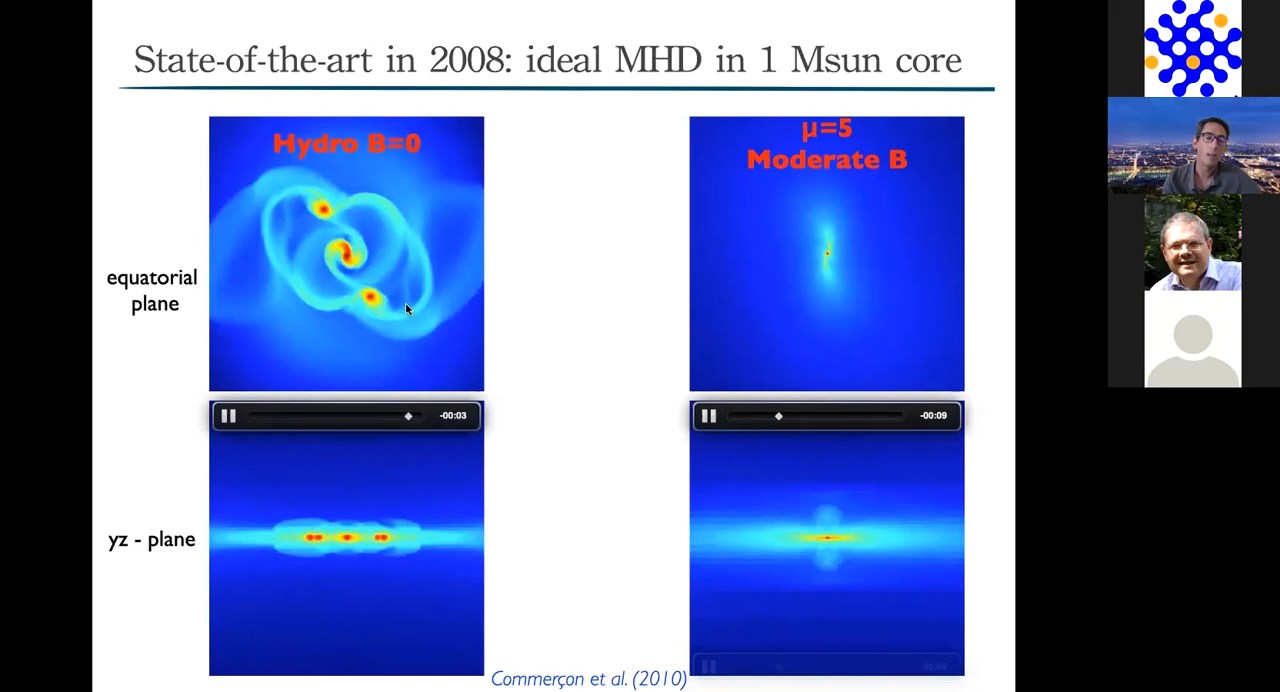 State-of-the-art in 2008: ideal MHD in 1 Msun core
Hydro B=0
μ=5
Moderate B
equatorial
plane
-00:03
-00:09
yz - plane
Commerçon et al. (2010)